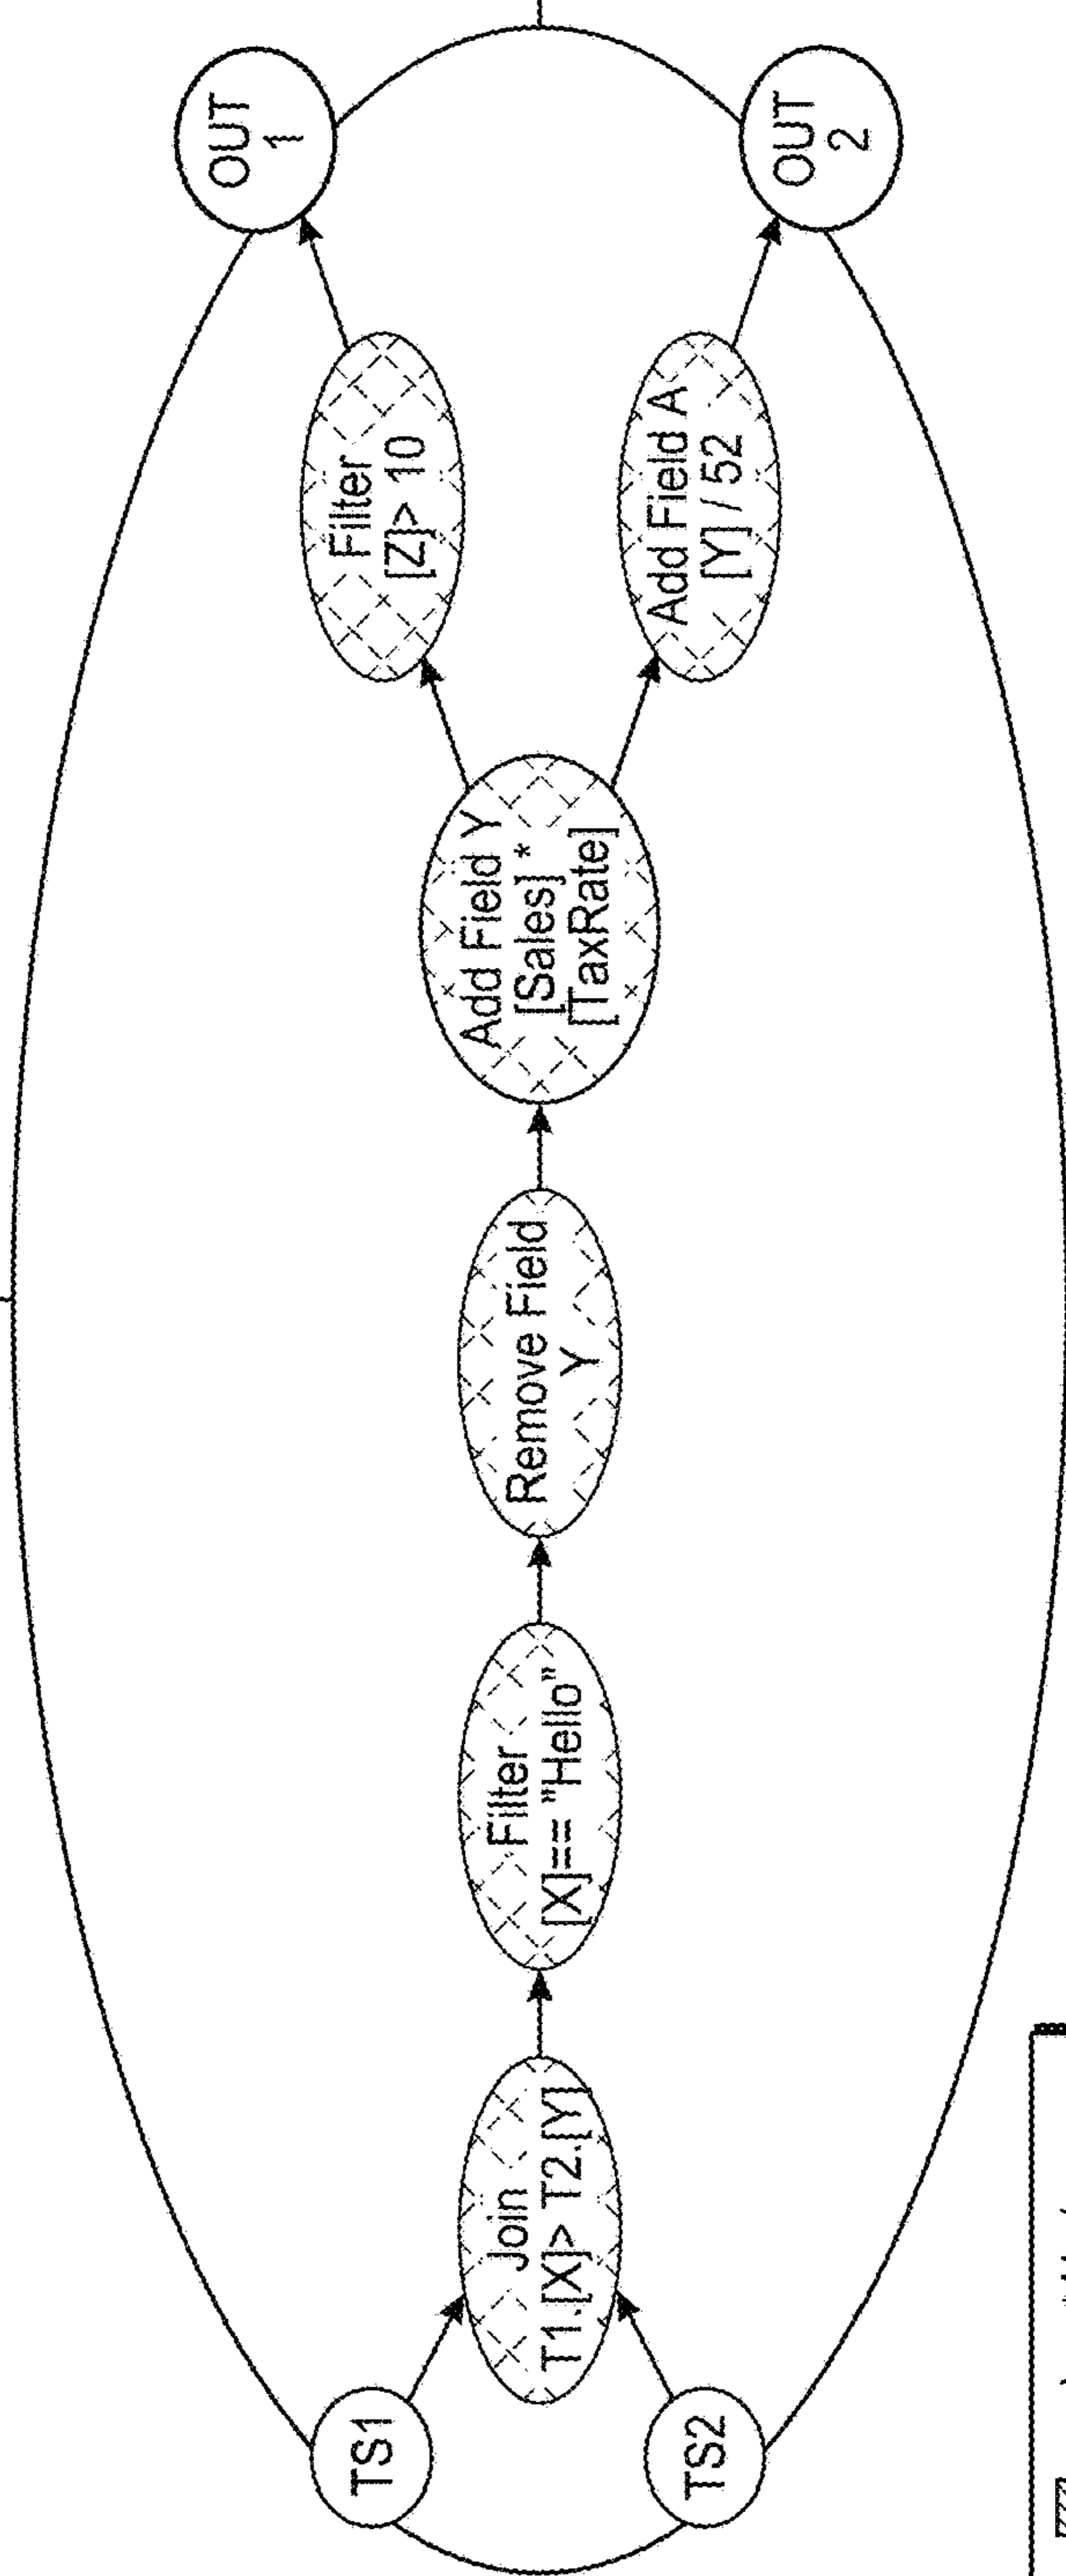 TS1
TS2
Join
T1.[X]> T2.[Y]
Filter
[X]== "Hello"
Remove Field
Y
Add Field Y
[Sales] *
[TaxRate]
Filter
[Z]> 10
Add Field A
[Y] / 52
OUT
1
OUT
2